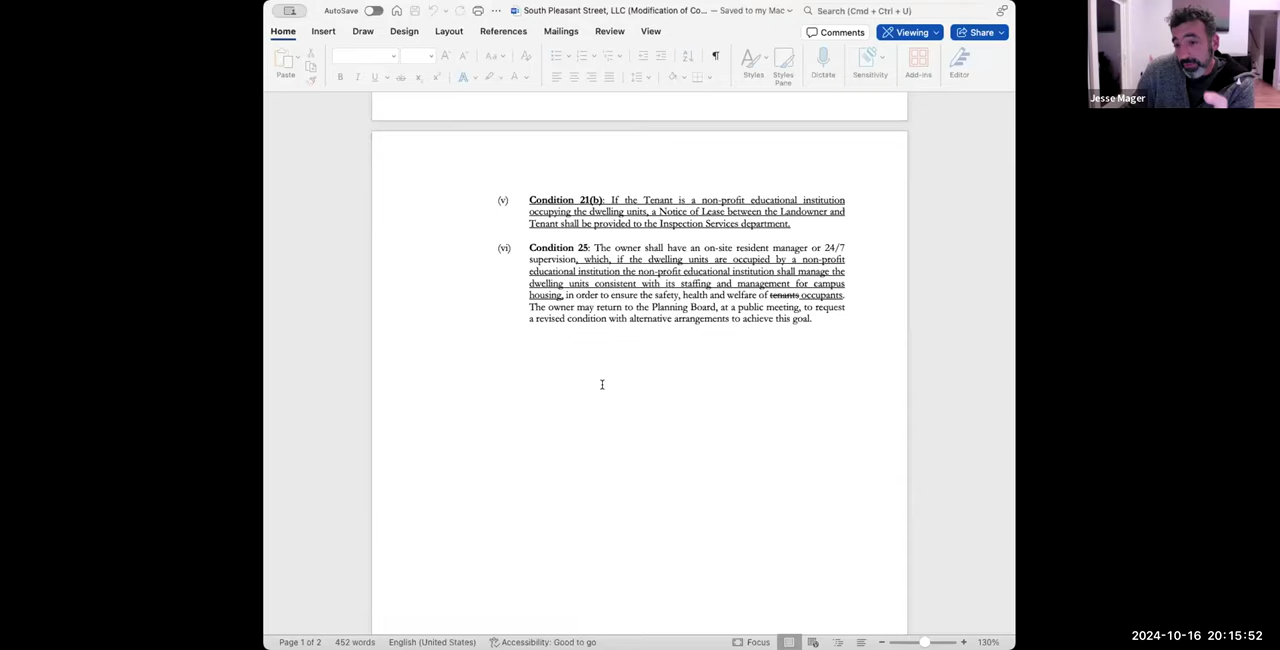 AutoSave
South Pleasant Street, LLC (Modification of Co... — Saved to my Mac
Search (Cmd + Ctrl + U)
Home Insert Draw Design Layout References Mailings Review View
Comments Viewing Share
Paste
B I U ab x₂ x²
Aa
Styles
Styles Pane
Dictate
Sensitivity
Add-ins
Editor
Jesse Mager
(v) Condition 21(b): If the Tenant is a non-profit educational institution
occupying the dwelling units, a Notice of Lease between the Landowner and
Tenant shall be provided to the Inspection Services department.
(vi) Condition 25: The owner shall have an on-site resident manager or 24/7
supervision, which, if the dwelling units are occupied by a non-profit
educational institution the non-profit educational institution shall manage the
dwelling units consistent with its staffing and management for campus
housing, in order to ensure the safety, health and welfare of tenants occupants.
The owner may return to the Planning Board, at a public meeting, to request
a revised condition with alternative arrangements to achieve this goal.
Page 1 of 2 452 words English (United States) Accessibility: Good to go Focus 130%
2024-10-16 20:15:52